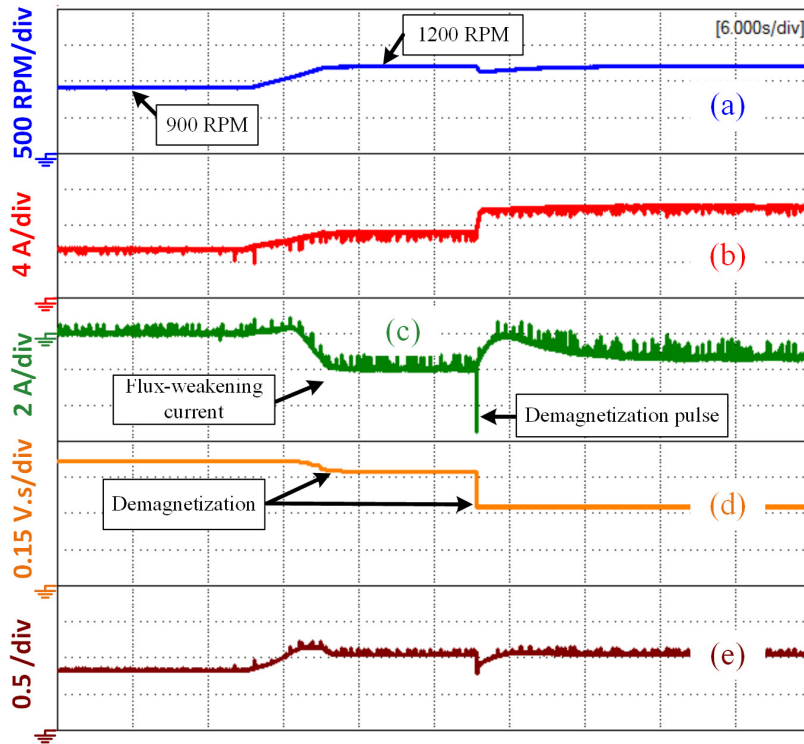 [6.000s/div]
500 RPM/div
1200 RPM
900 RPM
(a)
4 A/div
(b)
2 A/div
(c)
Flux-weakening
current
Demagnetization pulse
0.15 V.s/div
Demagnetization
(d)
0.5 /div
(e)